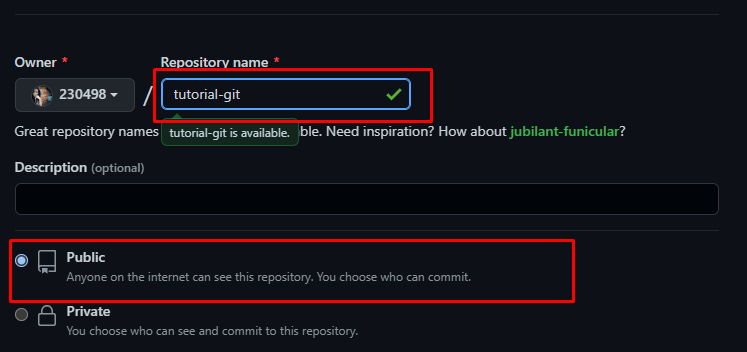 Owner * Repository name *
230498 / tutorial-git
Great repository names ble. Need inspiration? How about jubilant-funicular?
tutorial-git is available.
Description (optional)
Public
Anyone on the internet can see this repository. You choose who can commit.
Private
You choose who can see and commit to this repository.